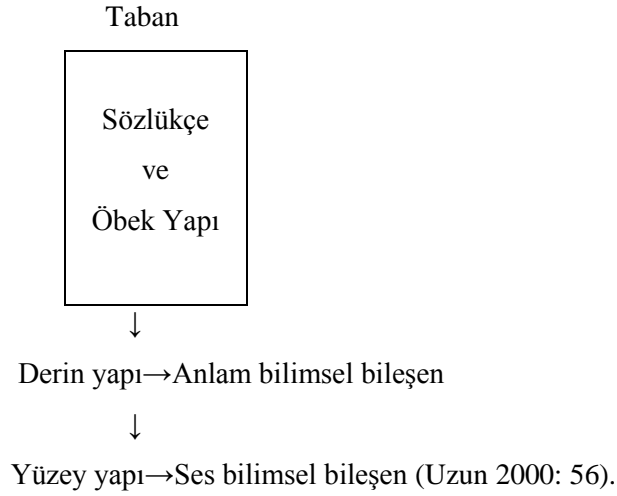 Taban
Sözlükçe
ve
Öbek Yapı
↓
Derin yapı→Anlam bilimsel bileşen
↓
Yüzey yapı→Ses bilimsel bileşen (Uzun 2000: 56).